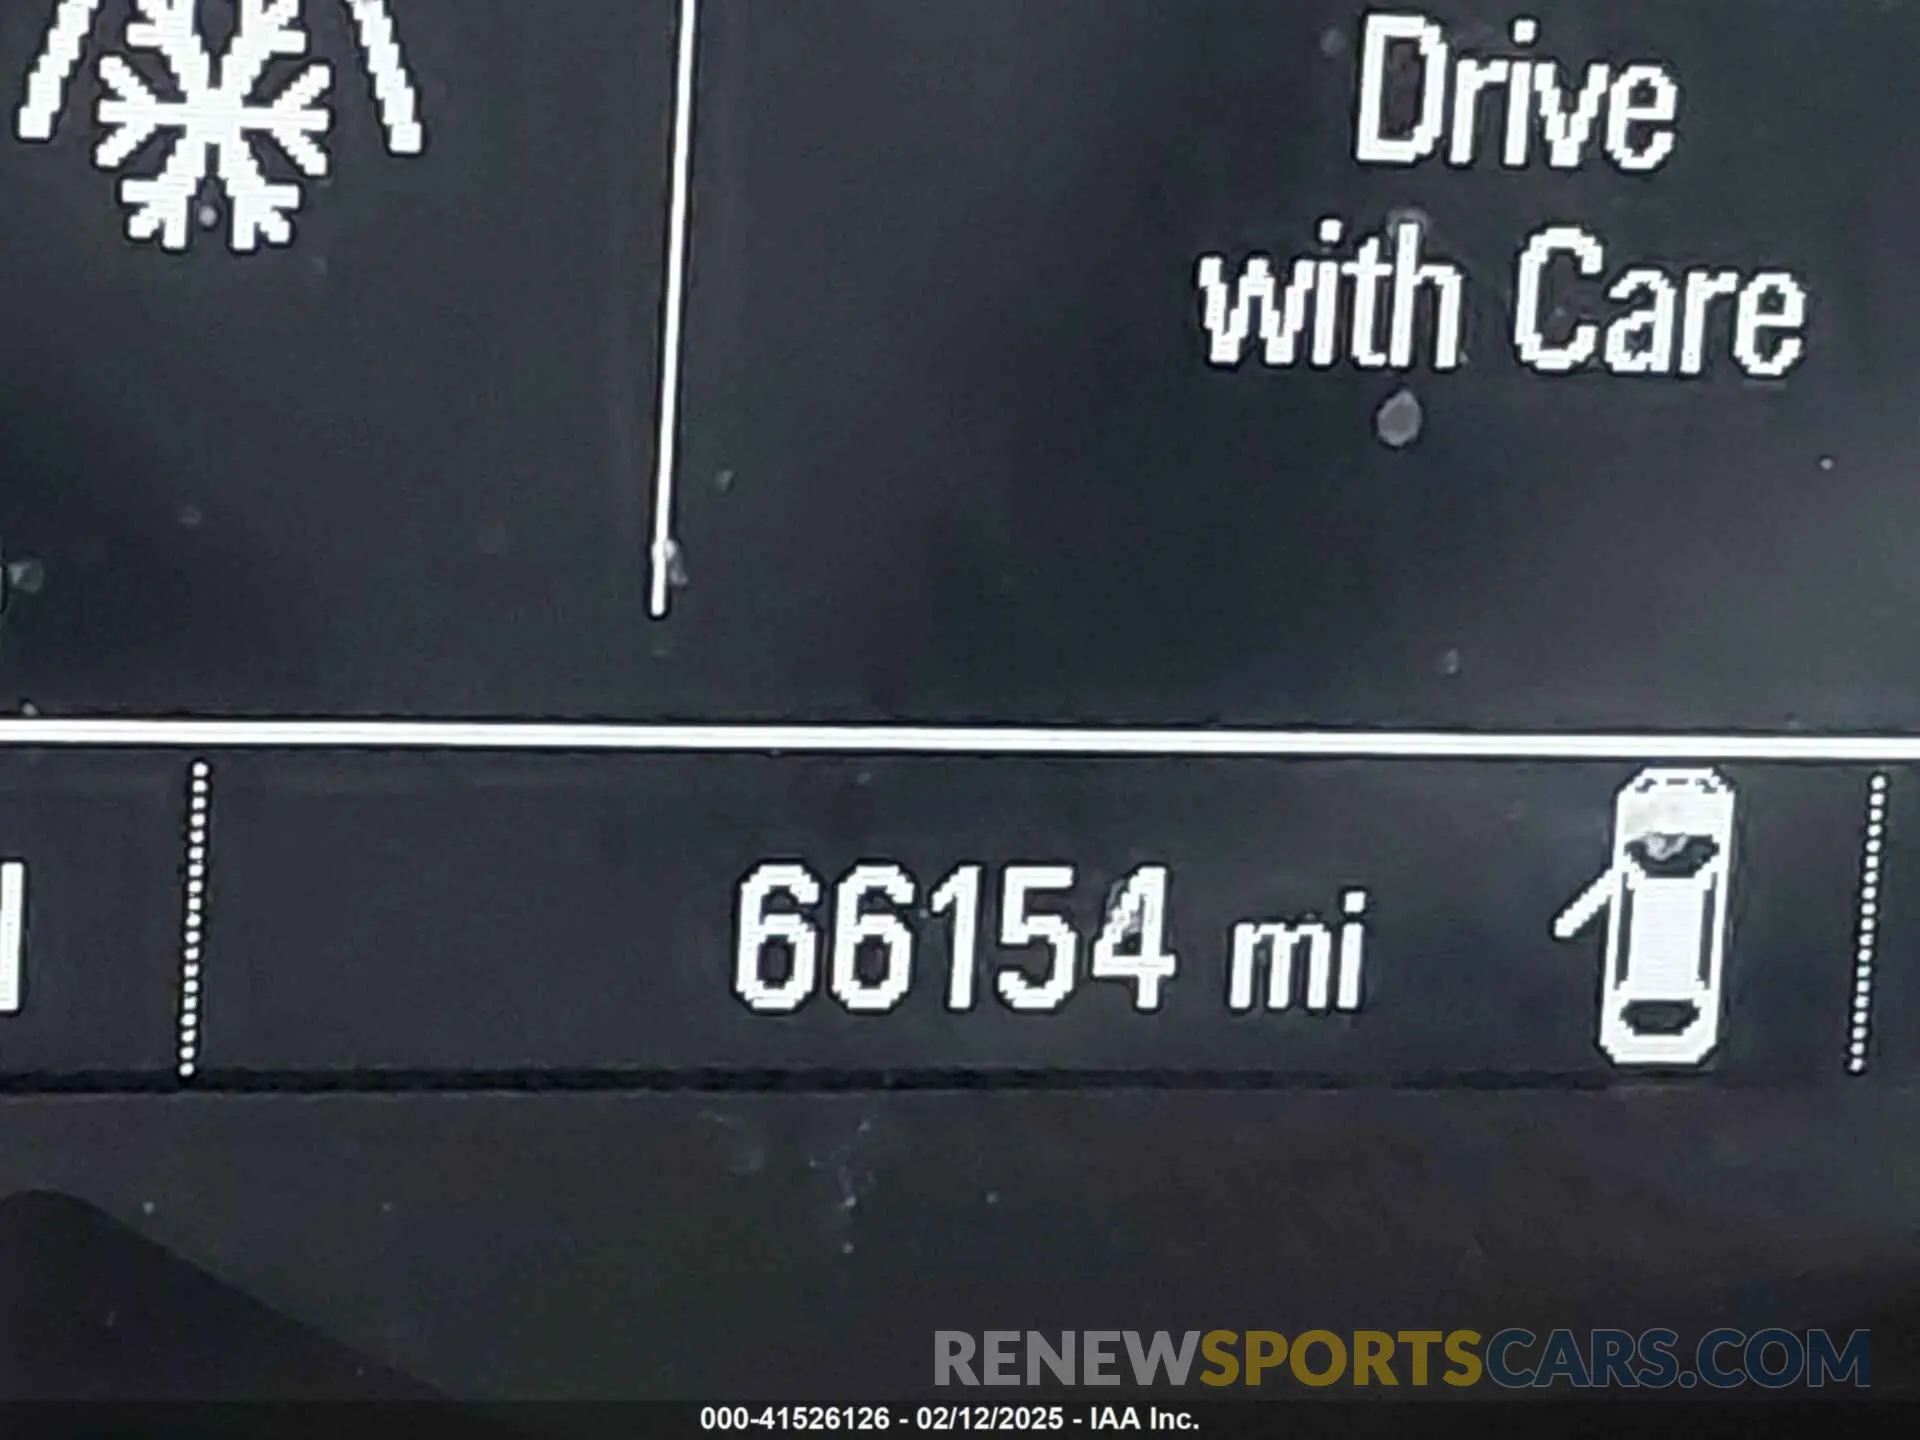 Drive
with Care
66154 mi
RENEWSPORTSCARS.COM
000-41526126 - 02/12/2025 - IAA Inc.